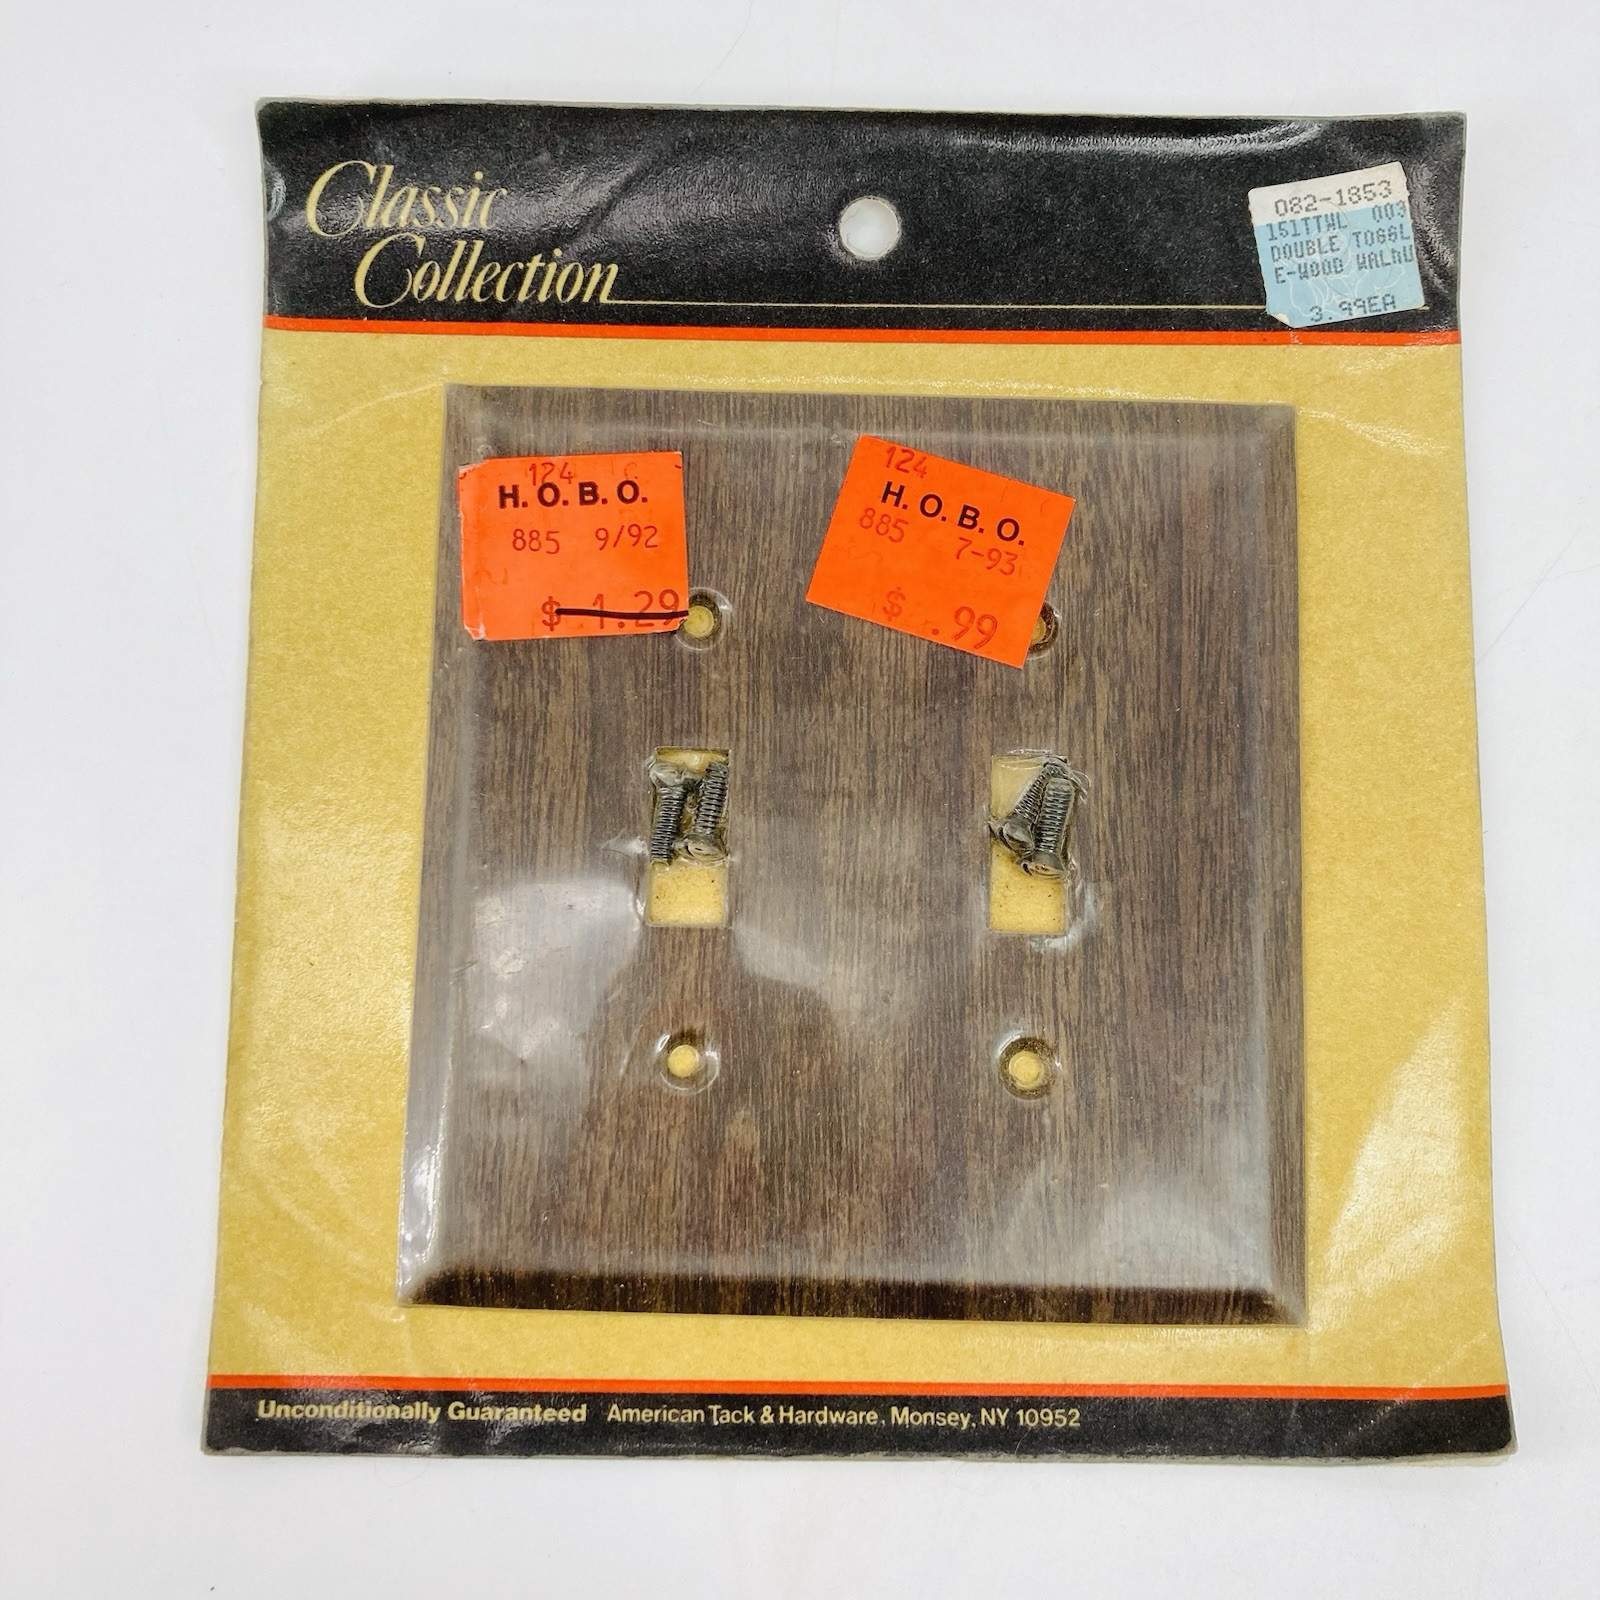 Classic
Collection
082-1853
151TTWL 003
DOUBLE TOGGL
E-WOOD WALNU
3.99EA
124
H.O.B.O.
885 9/92
$ 1.29
124
H.O.B.O.
885 7-93
$ .99
Unconditionally Guaranteed American Tack & Hardware, Monsey, NY 10952